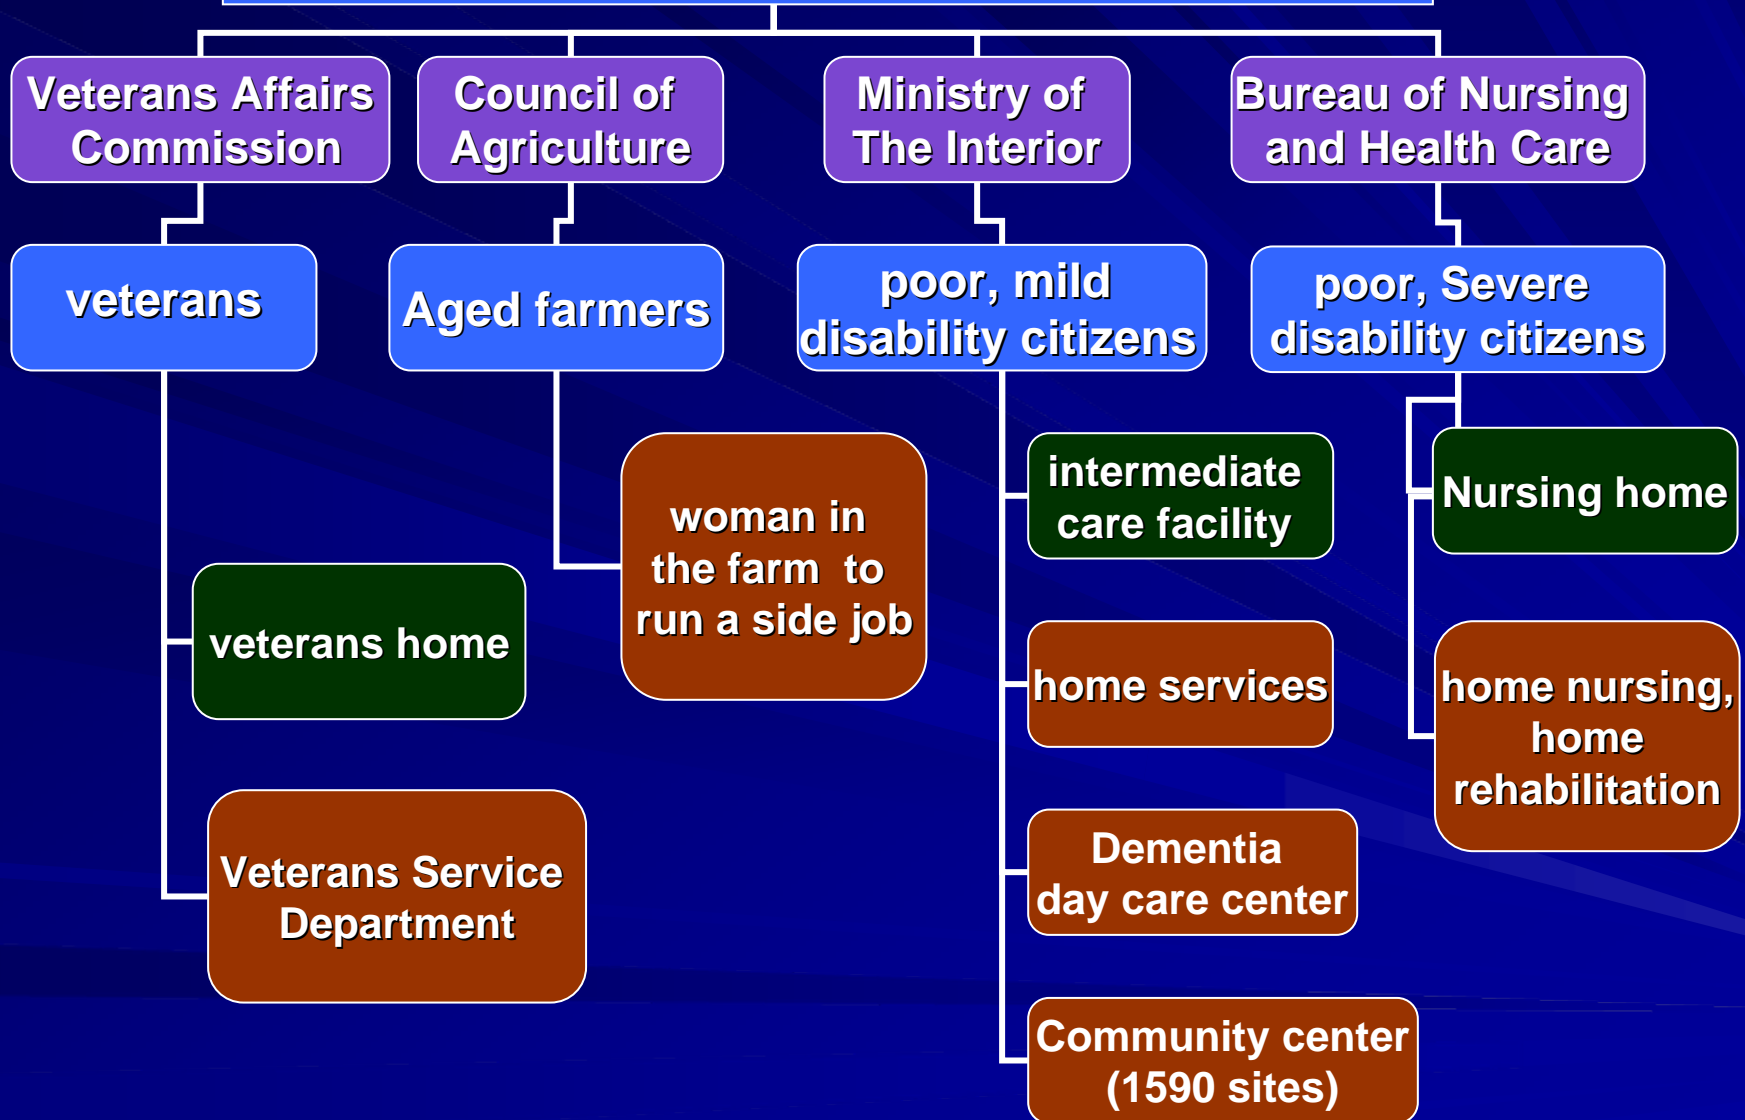 Veterans Affairs
Commission
Council of
Agriculture
Ministry of
The Interior
Bureau of Nursing
and Health Care
veterans
Aged farmers
poor, mild
disability citizens
poor, Severe
disability citizens
veterans home
Veterans Service
Department
woman in
the farm to
run a side job
intermediate
care facility
home services
Dementia
day care center
Community center
(1590 sites)
Nursing home
home nursing,
home
rehabilitation